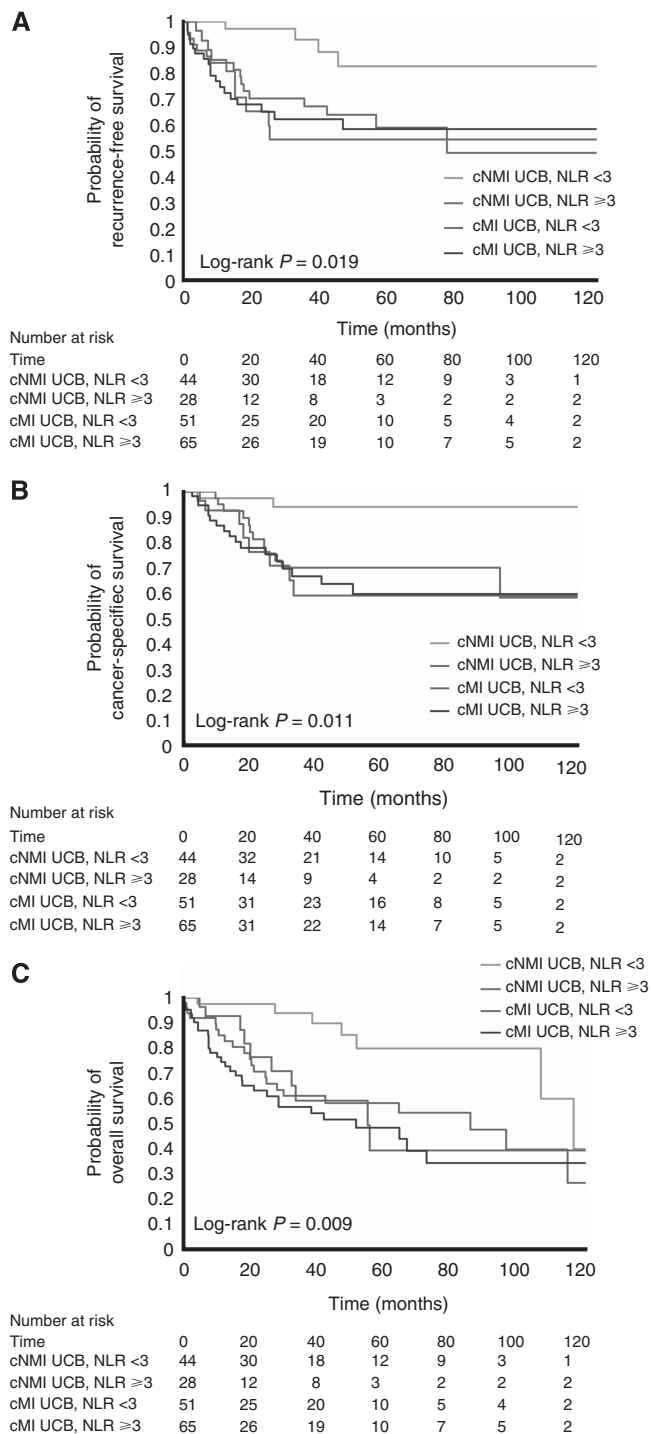 A
Probability of
recurrence-free survival
1
0.9
0.8
0.7
0.6
0.5
0.4
0.3
0.2
0.1
0
cNMI UCB, NLR <3
cNMI UCB, NLR ⩾3
cMI UCB, NLR <3
cMI UCB, NLR ⩾3
Log-rank P = 0.019
0 20 40 60 80 100 120
Time (months)
Number at risk
Time 0 20 40 60 80 100 120
cNMI UCB, NLR <3 44 30 18 12 9 3 1
cNMI UCB, NLR ⩾3 28 12 8 3 2 2 2
cMI UCB, NLR <3 51 25 20 10 5 4 2
cMI UCB, NLR ⩾3 65 26 19 10 7 5 2
B
Probability of
cancer-specifiec survival
1
0.9
0.8
0.7
0.6
0.5
0.4
0.3
0.2
0.1
0
cNMI UCB, NLR <3
cNMI UCB, NLR ⩾3
cMI UCB, NLR <3
cMI UCB, NLR ⩾3
Log-rank P = 0.011
0 20 40 60 80 100 120
Time (months)
Number at risk
Time 0 20 40 60 80 100 120
cNMI UCB, NLR <3 44 32 21 14 10 5 2
cNMI UCB, NLR ⩾3 28 14 9 4 2 2 2
cMI UCB, NLR <3 51 31 23 16 8 5 2
cMI UCB, NLR ⩾3 65 31 22 14 7 5 2
C
cNMI UCB, NLR <3
cNMI UCB, NLR ⩾3
cMI UCB, NLR <3
cMI UCB, NLR ⩾3
Probability of
overall survival
1
0.9
0.8
0.7
0.6
0.5
0.4
0.3
0.2
0.1
0
Log-rank P = 0.009
0 20 40 60 80 100 120
Time (months)
Number at risk
Time 0 20 40 60 80 100 120
cNMI UCB, NLR <3 44 30 18 12 9 3 1
cNMI UCB, NLR ⩾3 28 12 8 3 2 2 2
cMI UCB, NLR <3 51 25 20 10 5 4 2
cMI UCB, NLR ⩾3 65 26 19 10 7 5 2